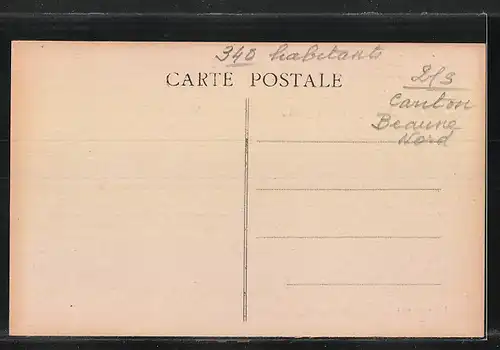 340 habitants
CARTE POSTALE
2/3
Canton
Beaune
Nord